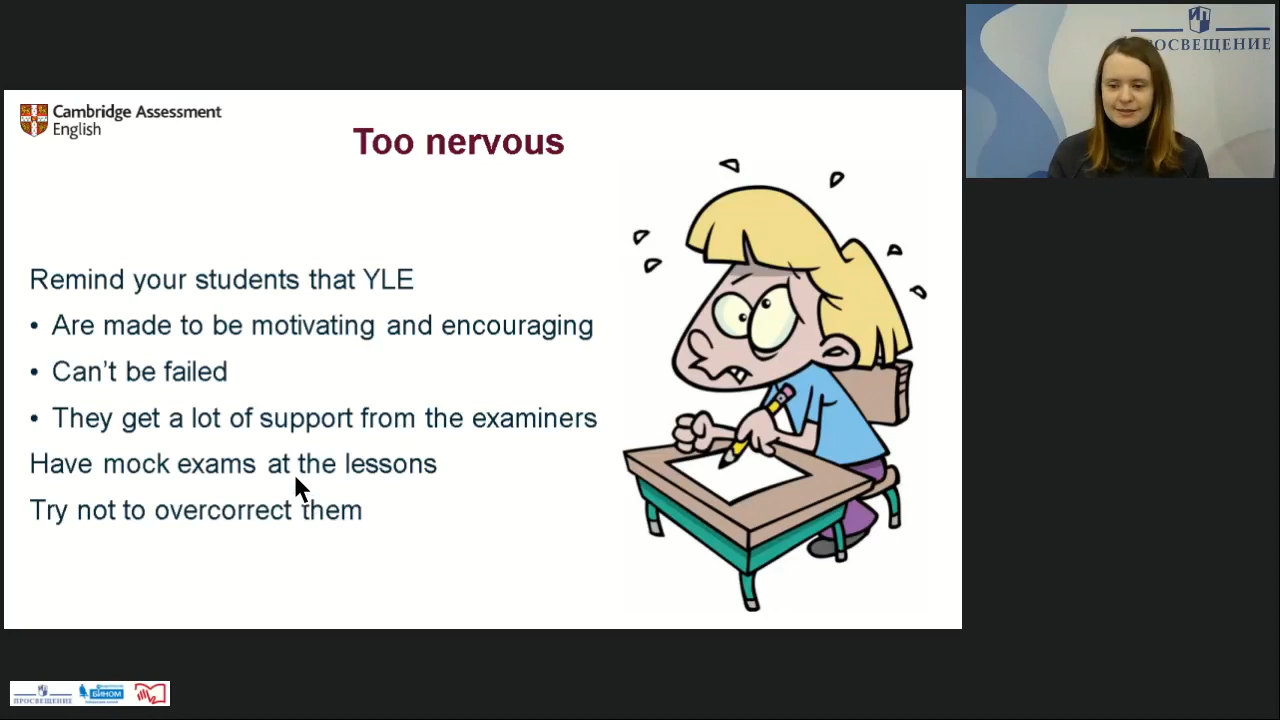 Cambridge Assessment
English
Too nervous
Remind your students that YLE
• Are made to be motivating and encouraging
• Can't be failed
• They get a lot of support from the examiners
Have mock exams at the lessons
Try not to overcorrect them
ПРОСВЕЩЕНИЕ
ПРОСВЕЩЕНИЕ
БИНОМ